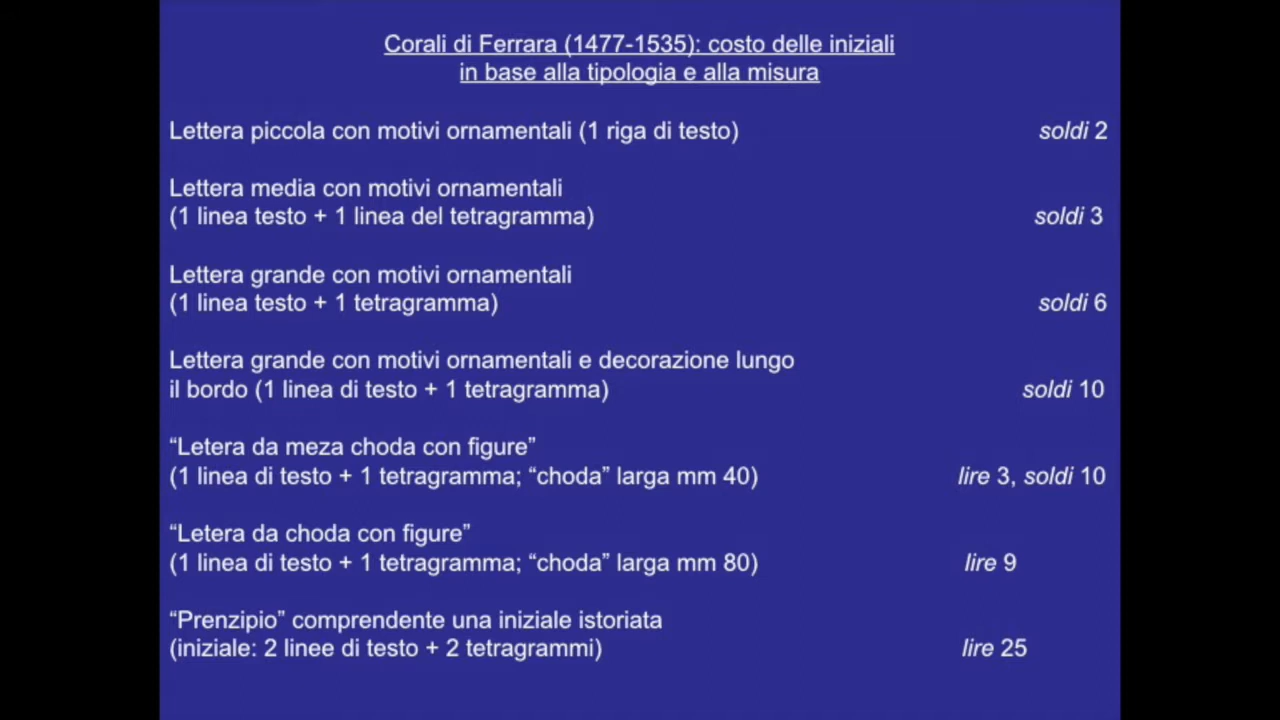 Corali di Ferrara (1477-1535): costo delle iniziali
in base alla tipologia e alla misura
Lettera piccola con motivi ornamentali (1 riga di testo) soldi 2
Lettera media con motivi ornamentali
(1 linea testo + 1 linea del tetragramma) soldi 3
Lettera grande con motivi ornamentali
(1 linea testo + 1 tetragramma) soldi 6
Lettera grande con motivi ornamentali e decorazione lungo
il bordo (1 linea di testo + 1 tetragramma) soldi 10
“Letera da meza choda con figure”
(1 linea di testo + 1 tetragramma; “choda” larga mm 40) lire 3, soldi 10
“Letera da choda con figure”
(1 linea di testo + 1 tetragramma; “choda” larga mm 80) lire 9
“Prenzipio” comprendente una iniziale istoriata
(iniziale: 2 linee di testo + 2 tetragrammi) lire 25